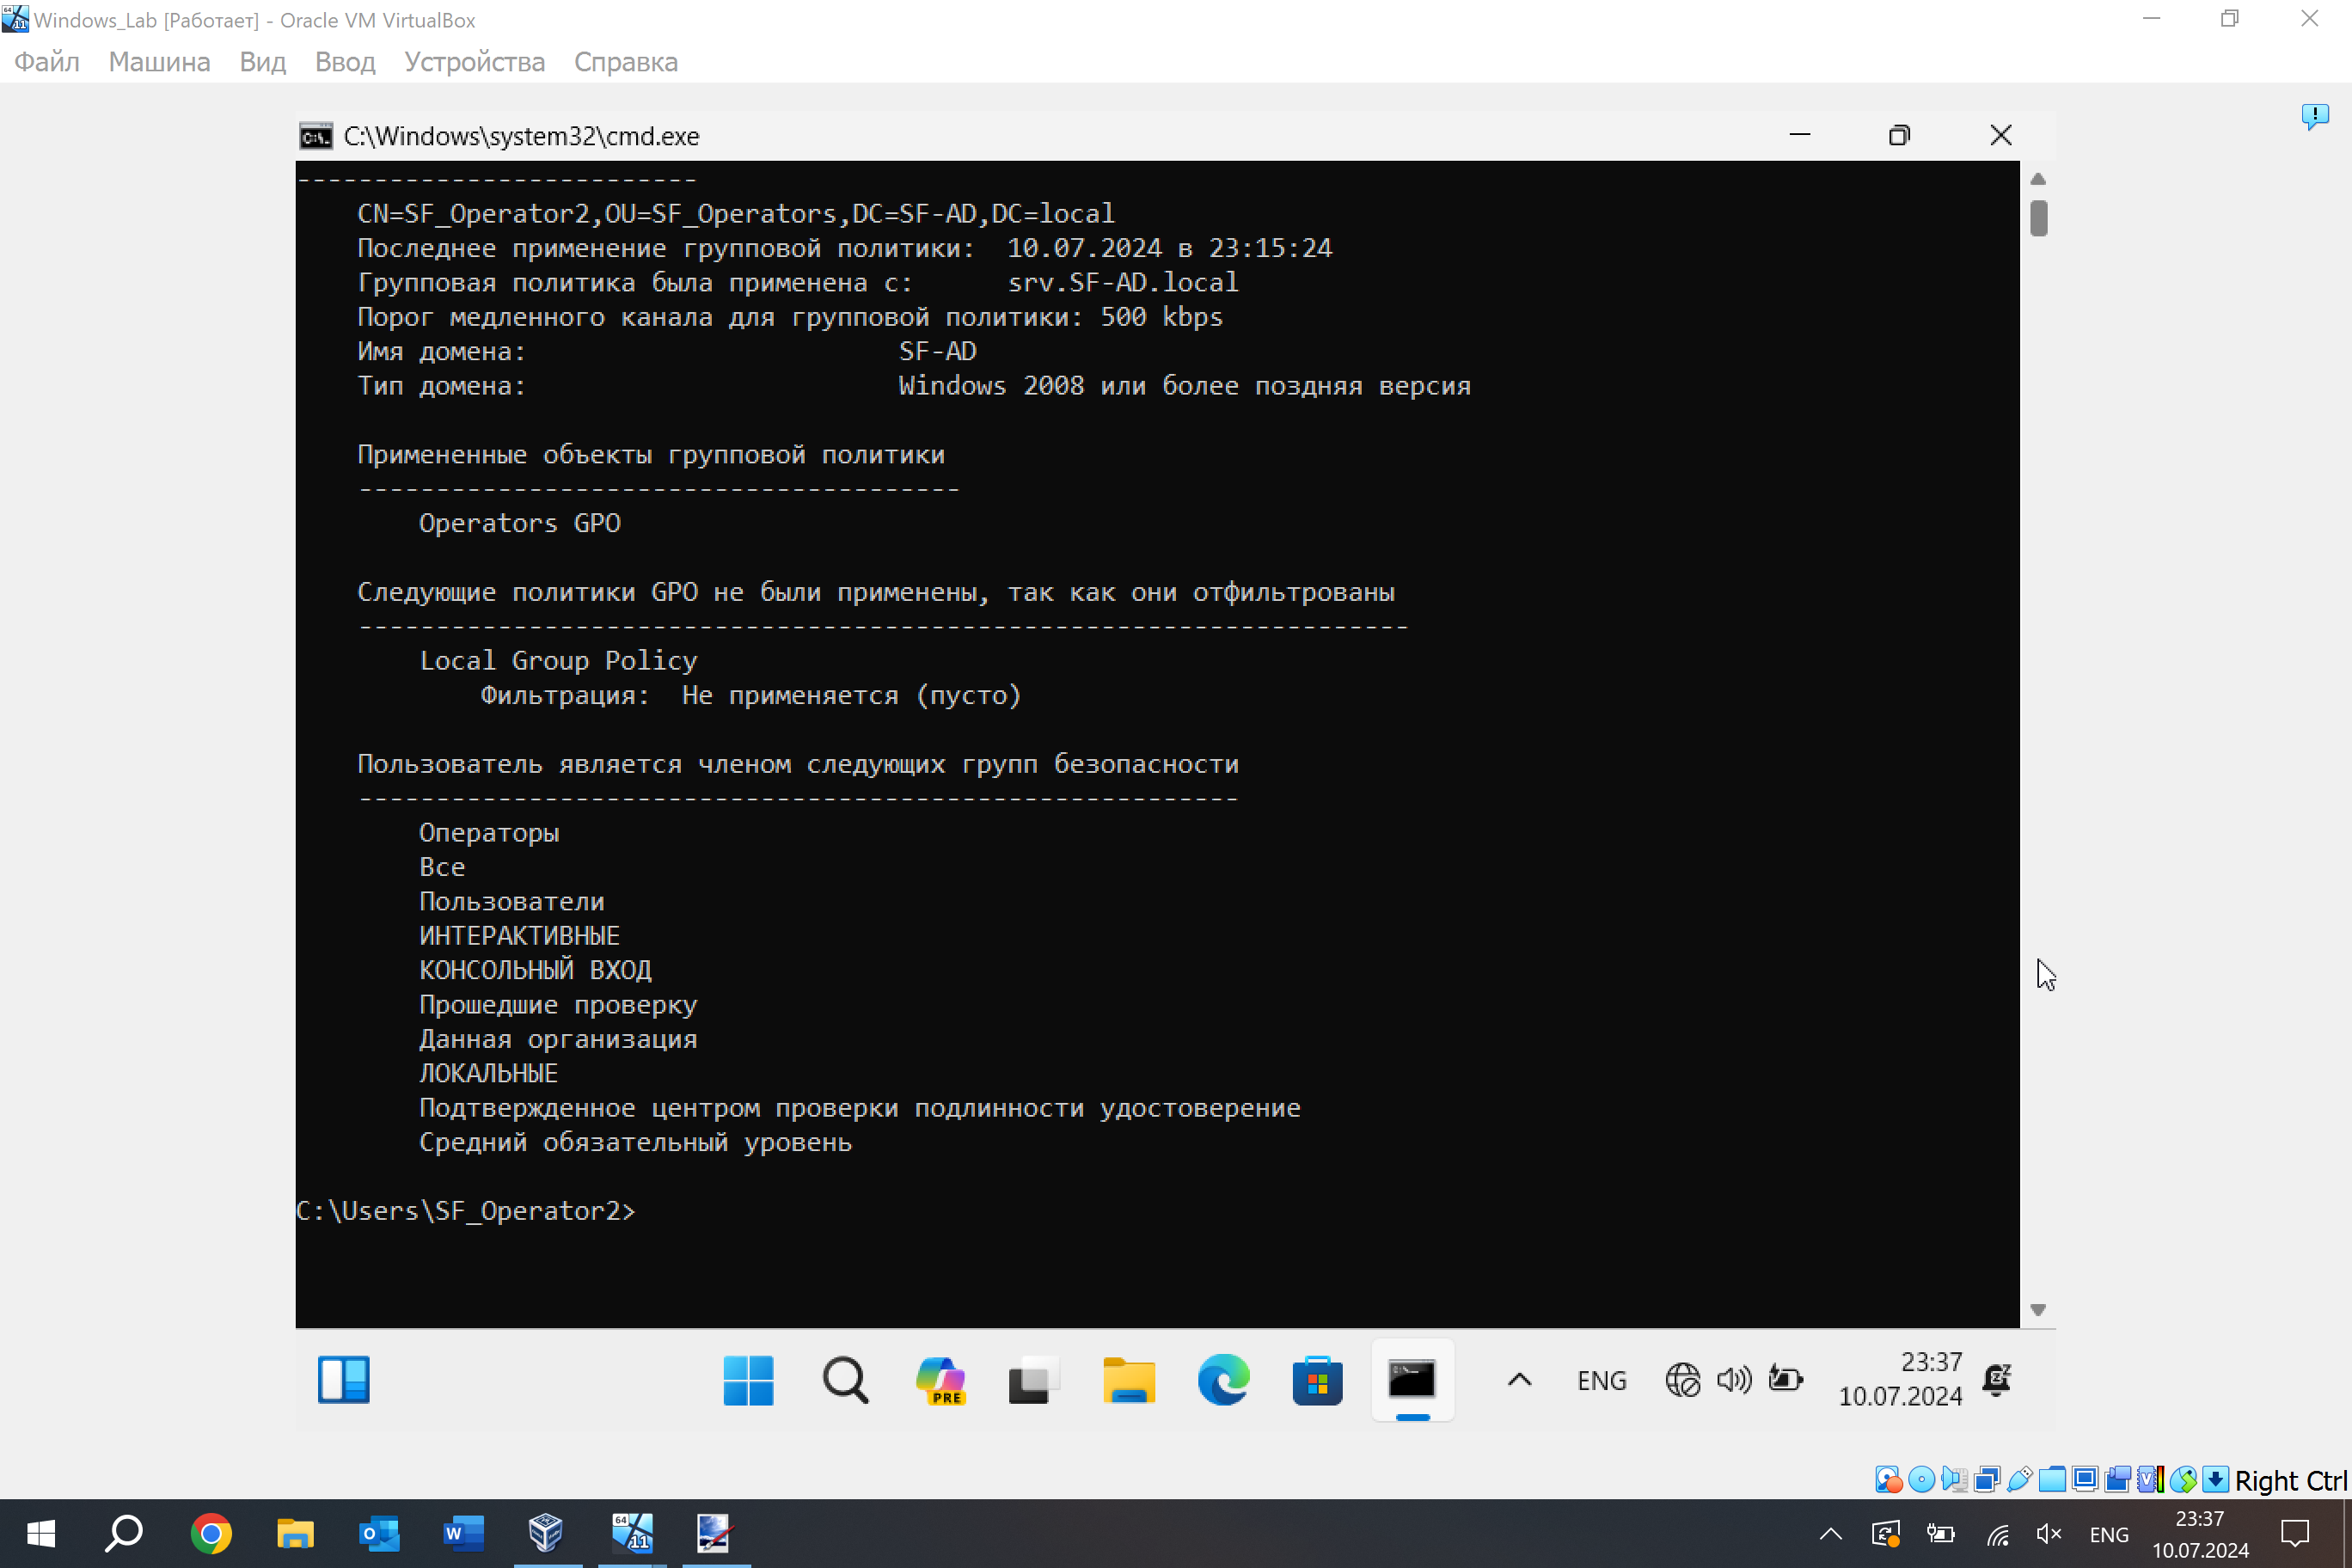 Windows_Lab [Работает] - Oracle VM VirtualBox
Файл Машина Вид Ввод Устройства Справка
C:\Windows\system32\cmd.exe
--------------------------
CN=SF_Operator2,OU=SF_Operators,DC=SF-AD,DC=local
Последнее применение групповой политики: 10.07.2024 в 23:15:24
Групповая политика была применена с: srv.SF-AD.local
Порог медленного канала для групповой политики: 500 kbps
Имя домена: SF-AD
Тип домена: Windows 2008 или более поздняя версия
Примененные объекты групповой политики
---------------------------------------
Operators GPO
Следующие политики GPO не были применены, так как они отфильтрованы
--------------------------------------------------------------------
Local Group Policy
Фильтрация: Не применяется (пусто)
Пользователь является членом следующих групп безопасности
---------------------------------------------------------
Операторы
Все
Пользователи
ИНТЕРАКТИВНЫЕ
КОНСОЛЬНЫЙ ВХОД
Прошедшие проверку
Данная организация
ЛОКАЛЬНЫЕ
Подтвержденное центром проверки подлинности удостоверение
Средний обязательный уровень
C:\Users\SF_Operator2>
PRE
ENG
23:37
10.07.2024
Right Ctrl
64
11
ENG
23:37
10.07.2024